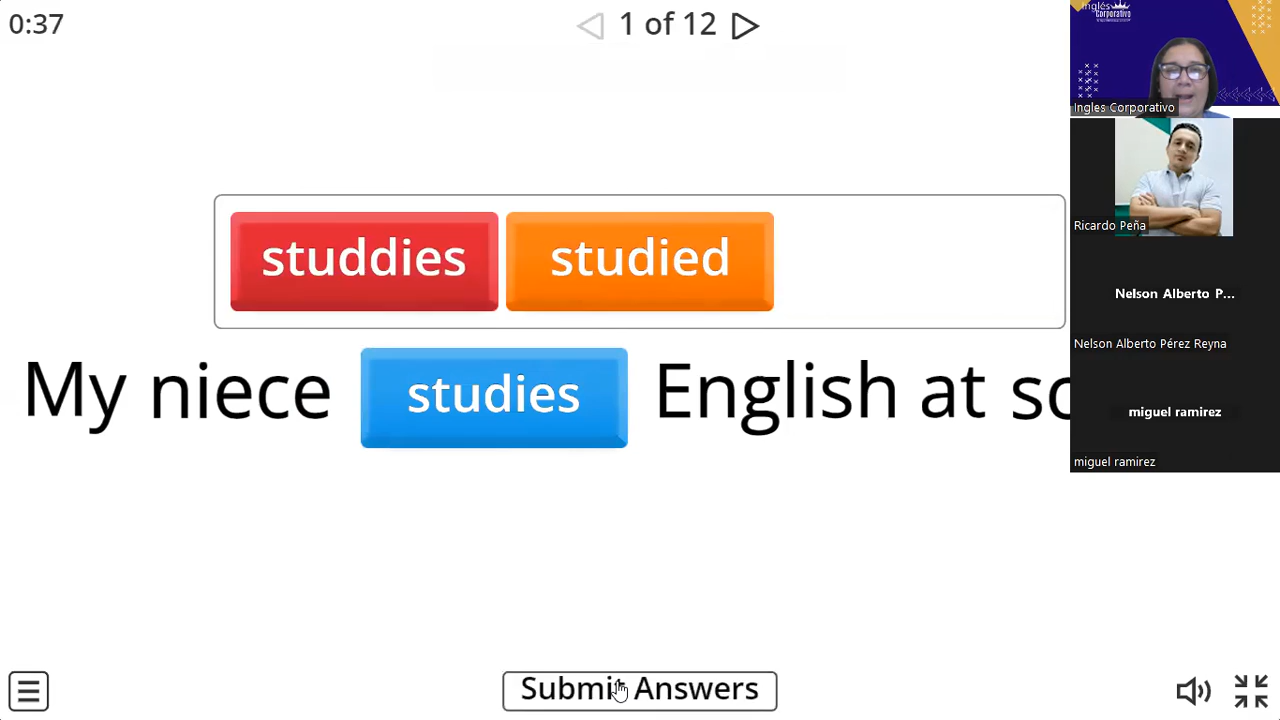 0:37
1 of 12
Inglés
corporativo
Ingles Corporativo
studdies
studied
Ricardo Peña
Nelson Alberto P...
Nelson Alberto Pérez Reyna
My niece studies English at sc
miguel ramirez
miguel ramirez
Submit Answers